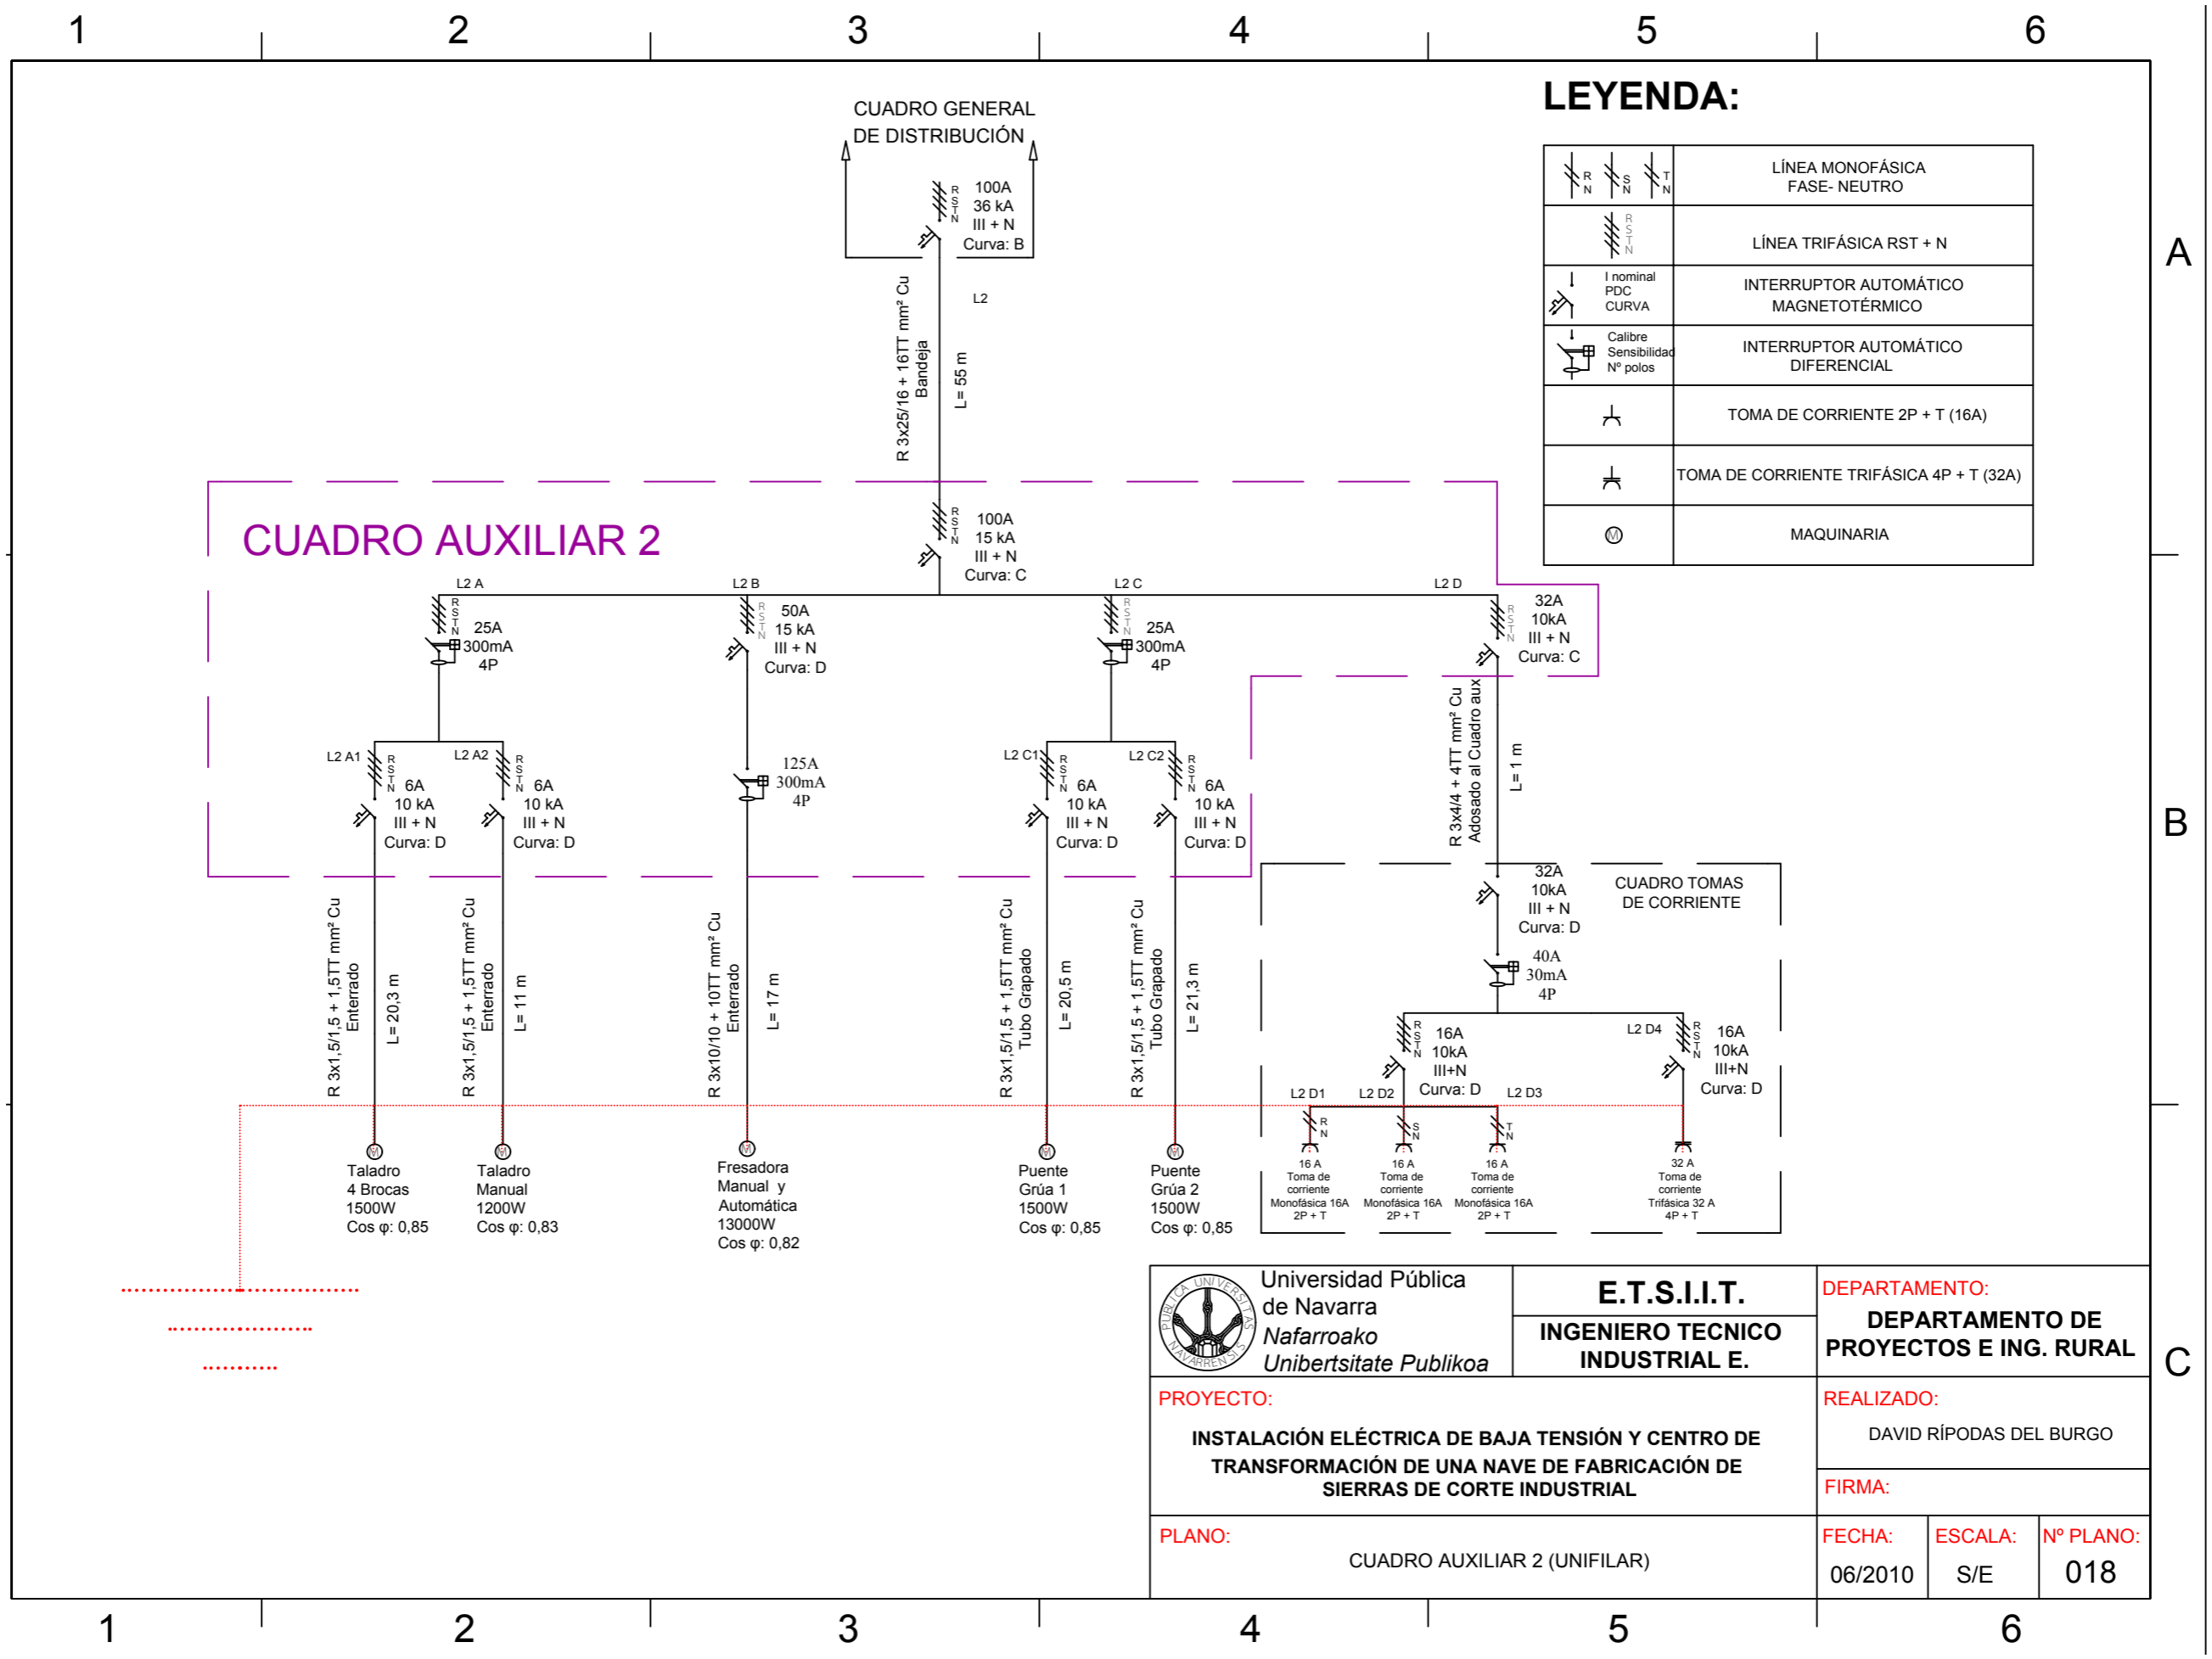 1 2 3 4 5 6
CUADRO GENERAL
DE DISTRIBUCIÓN
R
S
T
N
100A
36 kA
III + N
Curva: B
L2
R 3x25/16 + 16TT mm² Cu
Bandeja
L= 55 m
LEYENDA:
R
N
S
N
T
N
LÍNEA MONOFÁSICA
FASE- NEUTRO
R
S
T
N
LÍNEA TRIFÁSICA RST + N
I nominal
PDC
CURVA
INTERRUPTOR AUTOMÁTICO
MAGNETOTÉRMICO
Calibre
Sensibilidad
Nº polos
INTERRUPTOR AUTOMÁTICO
DIFERENCIAL
TOMA DE CORRIENTE 2P + T (16A)
TOMA DE CORRIENTE TRIFÁSICA 4P + T (32A)
M
MAQUINARIA
A
B
C
CUADRO AUXILIAR 2
R
S
T
N
100A
15 kA
III + N
Curva: C
L2 A
R
S
T
N
25A
300mA
4P
L2 B
R
S
T
N
50A
15 kA
III + N
Curva: D
L2 C
R
S
T
N
25A
300mA
4P
L2 D
R
S
T
N
32A
10kA
III + N
Curva: C
L2 A1
R
S
T
N
6A
10 kA
III + N
Curva: D
L2 A2
R
S
T
N
6A
10 kA
III + N
Curva: D
125A
300mA
4P
L2 C1
R
S
T
N
6A
10 kA
III + N
Curva: D
L2 C2
R
S
T
N
6A
10 kA
III + N
Curva: D
R 3x4/4 + 4TT mm² Cu
Adosado al Cuadro aux
L= 1 m
CUADRO TOMAS
DE CORRIENTE
32A
10kA
III + N
Curva: D
40A
30mA
4P
R
S
T
N
16A
10kA
III+N
Curva: D
L2 D4
R
S
T
N
16A
10kA
III+N
Curva: D
L2 D1
L2 D2
L2 D3
R
N
S
N
T
N
R 3x1,5/1,5 + 1,5TT mm² Cu
Enterrado
L= 20,3 m
R 3x1,5/1,5 + 1,5TT mm² Cu
Enterrado
L= 11 m
R 3x10/10 + 10TT mm² Cu
Enterrado
L= 17 m
R 3x1,5/1,5 + 1,5TT mm² Cu
Tubo Grapado
L= 20,5 m
R 3x1,5/1,5 + 1,5TT mm² Cu
Tubo Grapado
L= 21,3 m
M
Taladro
4 Brocas
1500W
Cos φ: 0,85
M
Taladro
Manual
1200W
Cos φ: 0,83
M
Fresadora
Manual y
Automática
13000W
Cos φ: 0,82
M
Puente
Grúa 1
1500W
Cos φ: 0,85
M
Puente
Grúa 2
1500W
Cos φ: 0,85
16 A
Toma de
corriente
Monofásica 16A
2P + T
16 A
Toma de
corriente
Monofásica 16A
2P + T
16 A
Toma de
corriente
Monofásica 16A
2P + T
32 A
Toma de
corriente
Trifásica 32 A
4P + T
PUBLICA UNIVERSITAS NAVARRENSIS
Universidad Pública
de Navarra
Nafarroako
Unibertsitate Publikoa
E.T.S.I.I.T.
INGENIERO TECNICO
INDUSTRIAL E.
DEPARTAMENTO:
DEPARTAMENTO DE
PROYECTOS E ING. RURAL
PROYECTO:
INSTALACIÓN ELÉCTRICA DE BAJA TENSIÓN Y CENTRO DE
TRANSFORMACIÓN DE UNA NAVE DE FABRICACIÓN DE
SIERRAS DE CORTE INDUSTRIAL
REALIZADO:
DAVID RÍPODAS DEL BURGO
FIRMA:
PLANO:
CUADRO AUXILIAR 2 (UNIFILAR)
FECHA:
06/2010
ESCALA:
S/E
Nº PLANO:
018
1 2 3 4 5 6